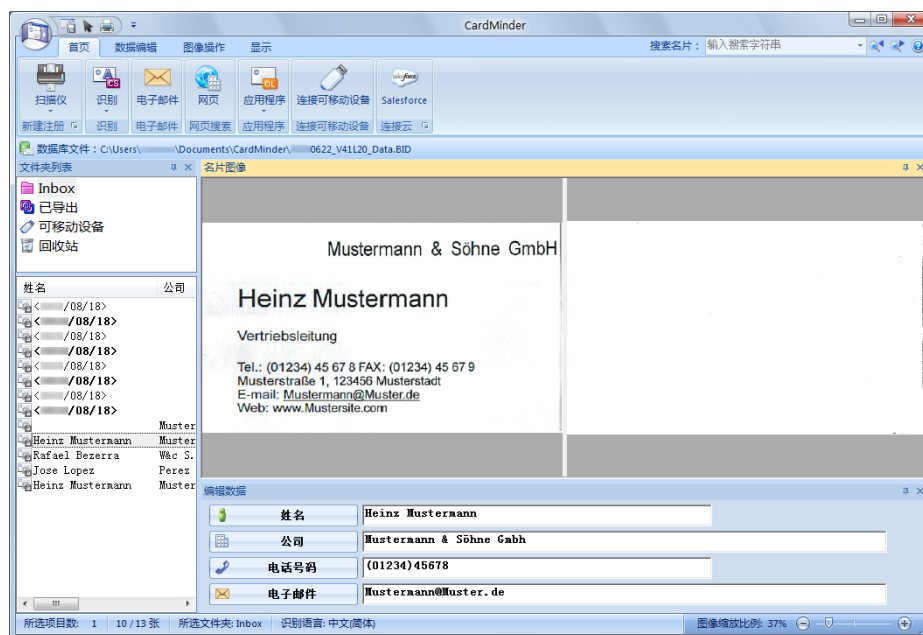 CardMinder
首页 数据编辑 图像操作 显示 搜索名片： 输入搜索字符串
扫描仪 识别 电子邮件 网页 应用程序 连接可移动设备 Salesforce
新建注册 识别 电子邮件 网页搜索 应用程序 连接可移动设备 连接云
数据库文件：C:\Users\ \Documents\CardMinder\ 0622_V41L20_Data.BID
文件夹列表
Inbox
已导出
可移动设备
回收站
姓名 公司
< /08/18>
< /08/18>
< /08/18>
< /08/18>
< /08/18>
< /08/18>
< /08/18>
< /08/18>
Muster
Heinz Mustermann Muster
Rafael Bezerra W&c S.
Jose Lopez Perez
Heinz Mustermann Muster
名片图像
Mustermann & Söhne GmbH
Heinz Mustermann
Vertriebsleitung
Tel.: (01234) 45 67 8 FAX: (01234) 45 67 9
Musterstraße 1, 123456 Musterstadt
E-mail: Mustermann@Muster.de
Web: www.Mustersite.com
编辑数据
姓名 Heinz Mustermann
公司 Mustermann & Söhne Gmbh
电话号码 (01234)45678
电子邮件 Mustermann@Muster.de
所选项目数: 1 10/13 张 所选文件夹: Inbox 识别语言: 中文(简体) 图像缩放比例: 37%